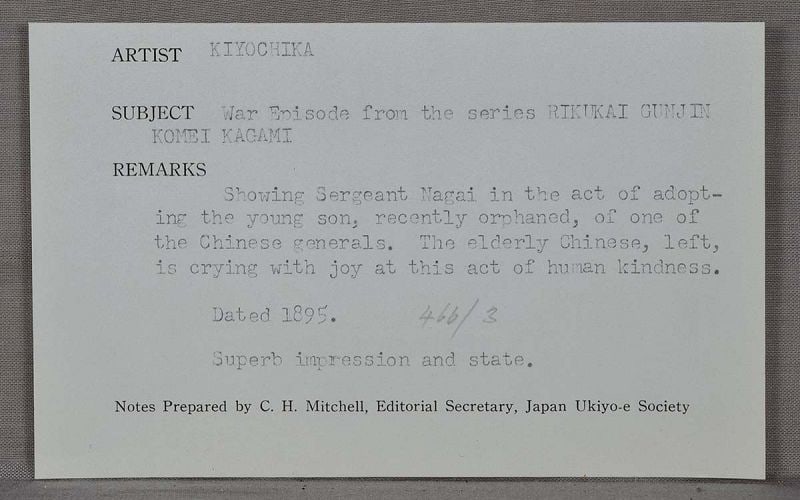 ARTIST KIYOCHIKA
SUBJECT War Episode from the series RIKUKAI GUNJIN
KOMEI KAGAMI
REMARKS
Showing Sergeant Nagai in the act of adopt-
ing the young son, recently orphaned, of one of
the Chinese generals. The elderly Chinese, left,
is crying with joy at this act of human kindness.
Dated 1895. 466/3
Superb impression and state.
Notes Prepared by C. H. Mitchell, Editorial Secretary, Japan Ukiyo-e Society